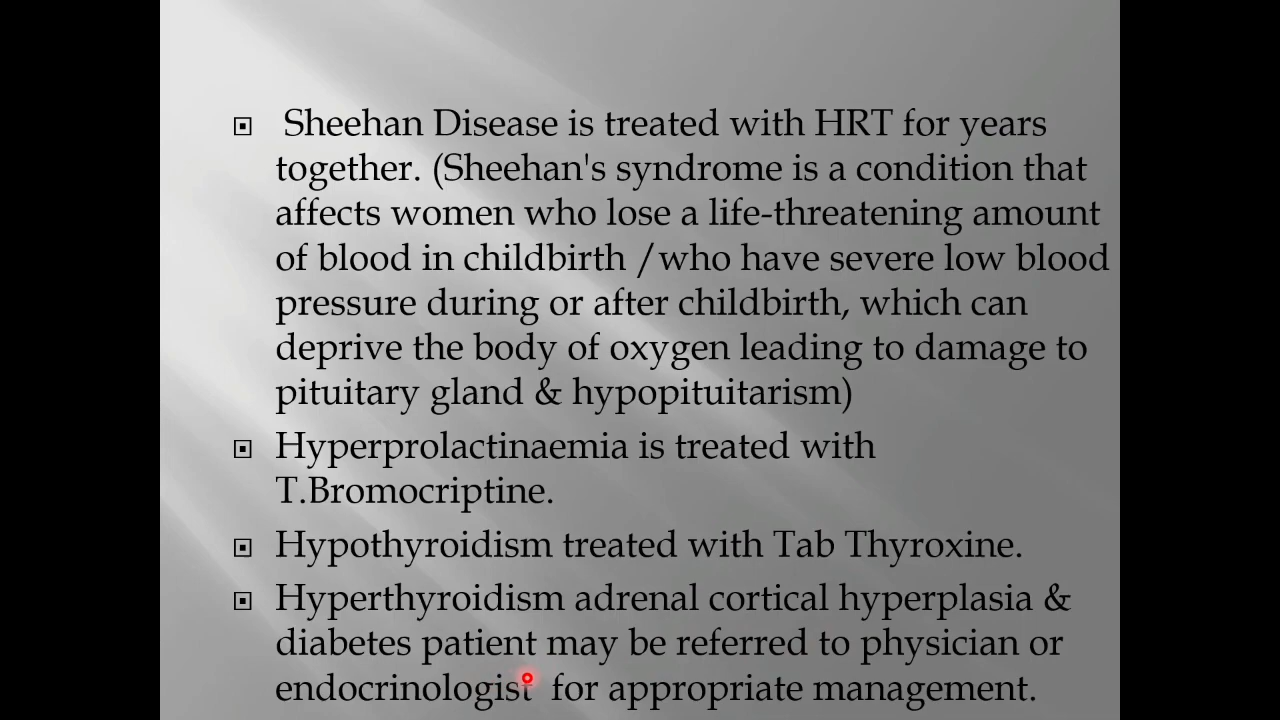 Sheehan Disease is treated with HRT for years
together. (Sheehan's syndrome is a condition that
affects women who lose a life-threatening amount
of blood in childbirth /who have severe low blood
pressure during or after childbirth, which can
deprive the body of oxygen leading to damage to
pituitary gland & hypopituitarism)
Hyperprolactinaemia is treated with
T.Bromocriptine.
Hypothyroidism treated with Tab Thyroxine.
Hyperthyroidism adrenal cortical hyperplasia &
diabetes patient may be referred to physician or
endocrinologist for appropriate management.